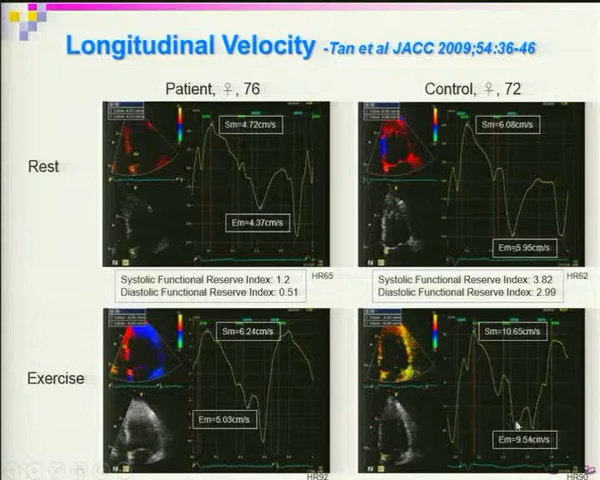 Longitudinal Velocity -Tan et al JACC 2009;54:36-46
Patient, ♀, 76
Control, ♀, 72
Rest
Sm=4.72cm/s
Em=4.37cm/s
Sm=6.08cm/s
Em=5.95cm/s
HR65
HR62
Systolic Functional Reserve Index: 1.2
Diastolic Functional Reserve Index: 0.51
Systolic Functional Reserve Index: 3.82
Diastolic Functional Reserve Index: 2.99
Exercise
Sm=6.24cm/s
Em=5.03cm/s
Sm=10.65cm/s
Em=9.54cm/s
HR92
HR90